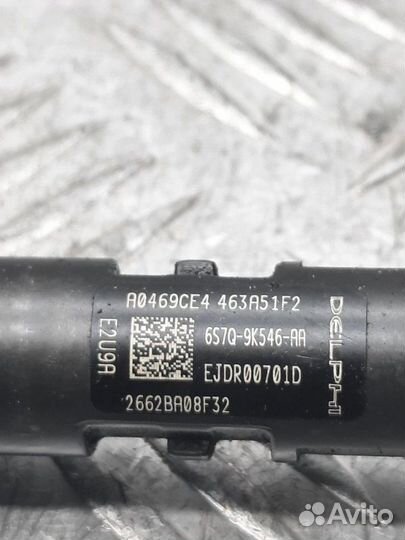 A0469CE4 463A51F2
E2U9A
6S7Q-9K546-AA
EJDR00701D
2662BA08F32
DELPHI
Avito